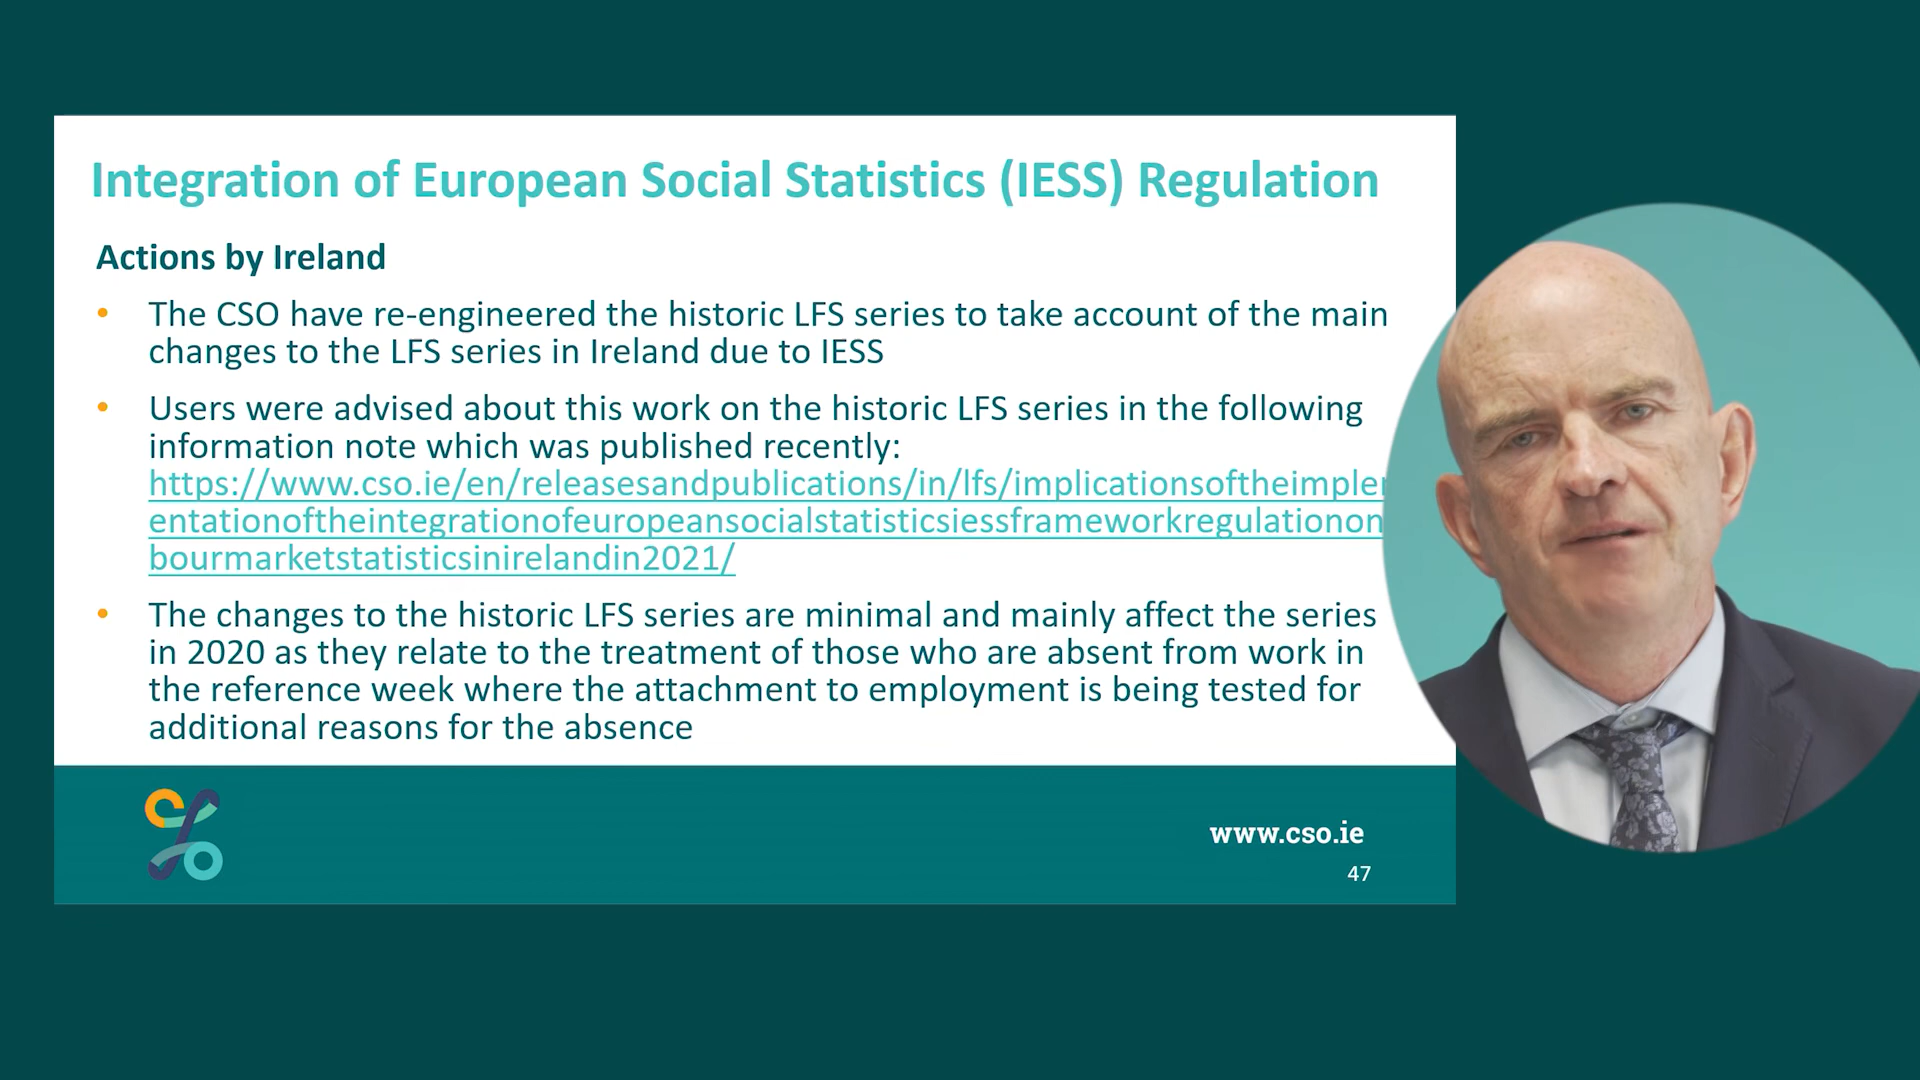 Integration of European Social Statistics (IESS) Regulation
Actions by Ireland
• The CSO have re-engineered the historic LFS series to take account of the main
changes to the LFS series in Ireland due to IESS
• Users were advised about this work on the historic LFS series in the following
information note which was published recently:
https://www.cso.ie/en/releasesandpublications/in/lfs/implicationsoftheimple
entationoftheintegrationofeuropeansocialstatisticsiessframeworkregulationon
bourmarketstatisticsinirelandin2021/
• The changes to the historic LFS series are minimal and mainly affect the series
in 2020 as they relate to the treatment of those who are absent from work in
the reference week where the attachment to employment is being tested for
additional reasons for the absence
www.cso.ie
47